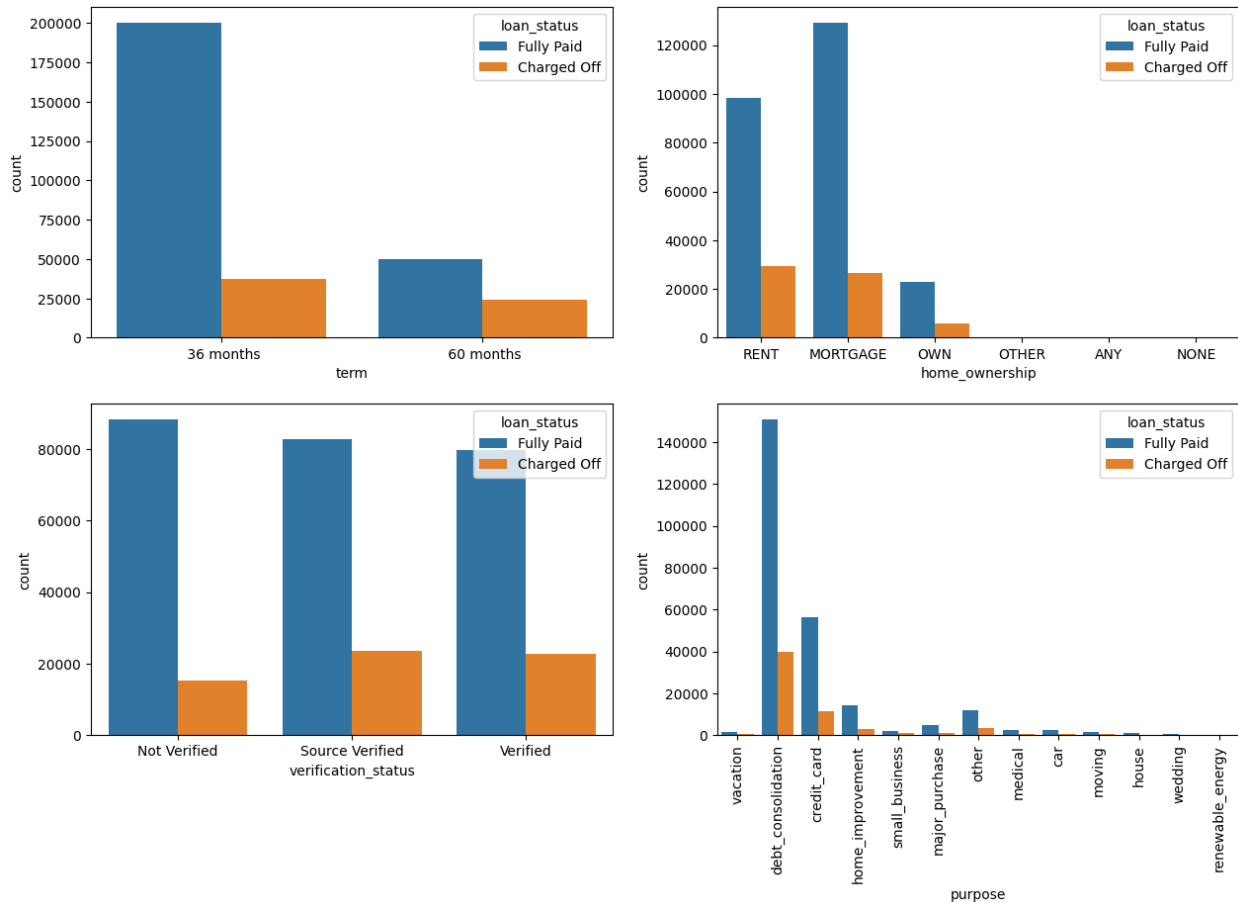 200000
175000
150000
125000
100000
75000
50000
25000
0
count
36 months
60 months
term
loan_status
Fully Paid
Charged Off
120000
100000
80000
60000
40000
20000
0
count
RENT
MORTGAGE
OWN
OTHER
ANY
NONE
home_ownership
loan_status
Fully Paid
Charged Off
80000
60000
40000
20000
0
count
Not Verified
Source Verified
Verified
verification_status
loan_status
Fully Paid
Charged Off
140000
120000
100000
80000
60000
40000
20000
0
count
vacation
debt_consolidation
credit_card
home_improvement
small_business
major_purchase
other
medical
car
moving
house
wedding
renewable_energy
purpose
loan_status
Fully Paid
Charged Off